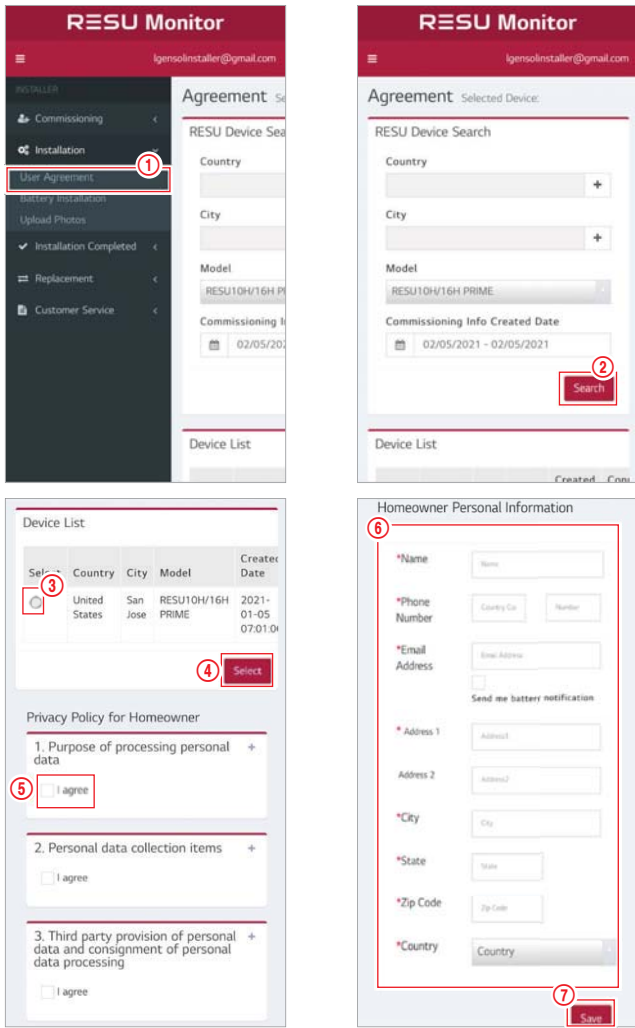 RESU Monitor
lgensolinstaller@gmail.com
INSTALLER
Commissioning
Installation
①
User Agreement
Battery Installation
Upload Photos
Installation Completed
Replacement
Customer Service
Agreement Se
RESU Device Sea
Country
City
Model
RESU10H/16H P
Commissioning I
02/05/202
Device List
RESU Monitor
lgensolinstaller@gmail.com
Agreement Selected Device:
RESU Device Search
Country
+
City
+
Model
RESU10H/16H PRIME
Commissioning Info Created Date
02/05/2021 - 02/05/2021
②
Search
Device List
Created Com
Device List
Select Country City Model Created Date
③
United States San Jose RESU10H/16H PRIME 2021-01-05 07:01:0
④
Select
Privacy Policy for Homeowner
1. Purpose of processing personal +
data
⑤
I agree
2. Personal data collection items +
I agree
3. Third party provision of personal +
data and consignment of personal
data processing
I agree
Homeowner Personal Information
⑥
*Name Name
*Phone Number Country Co Number
*Email Address Email Address
Send me batterr notification
* Address 1 Address1
Address 2 Address2
*City City
*State State
*Zip Code Zip Code
*Country Country
⑦
Save